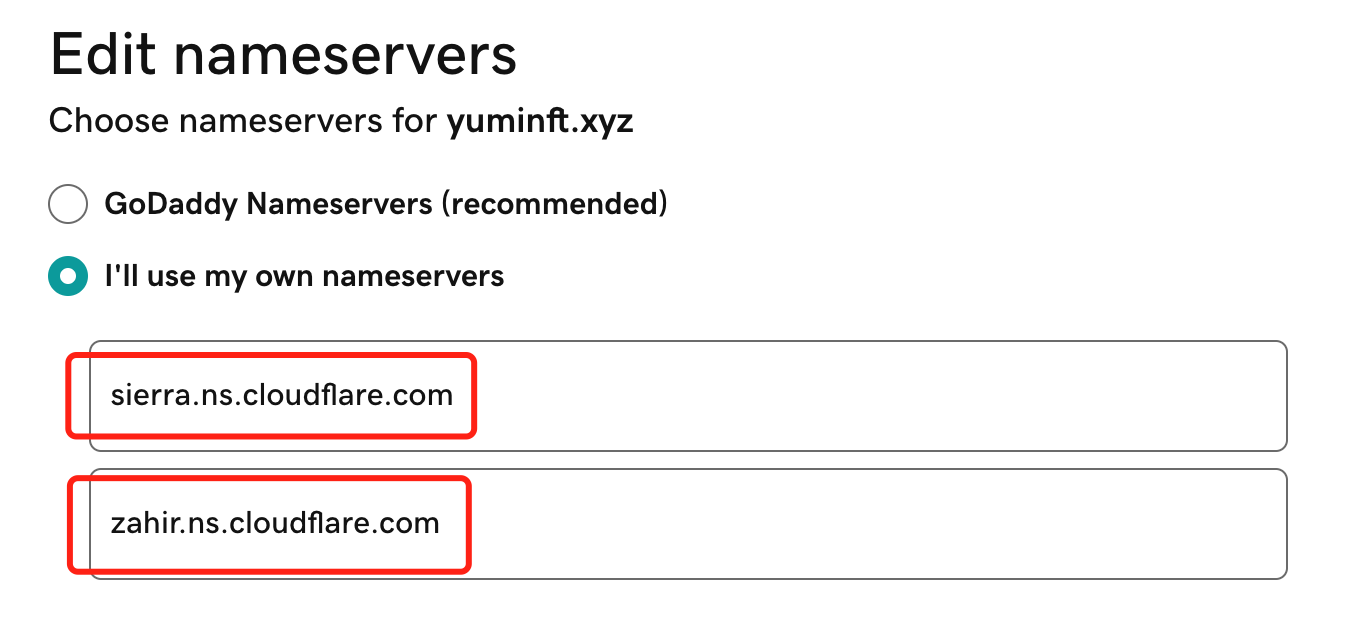 Edit nameservers
Choose nameservers for yuminft.xyz
GoDaddy Nameservers (recommended)
I'll use my own nameservers
sierra.ns.cloudflare.com
zahir.ns.cloudflare.com